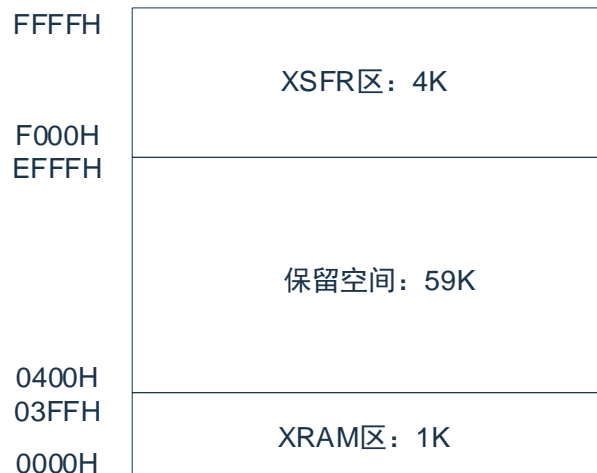 FFFFH
XSFR区：4K
F000H
EFFFH
保留空间：59K
0400H
03FFH
XRAM区：1K
0000H